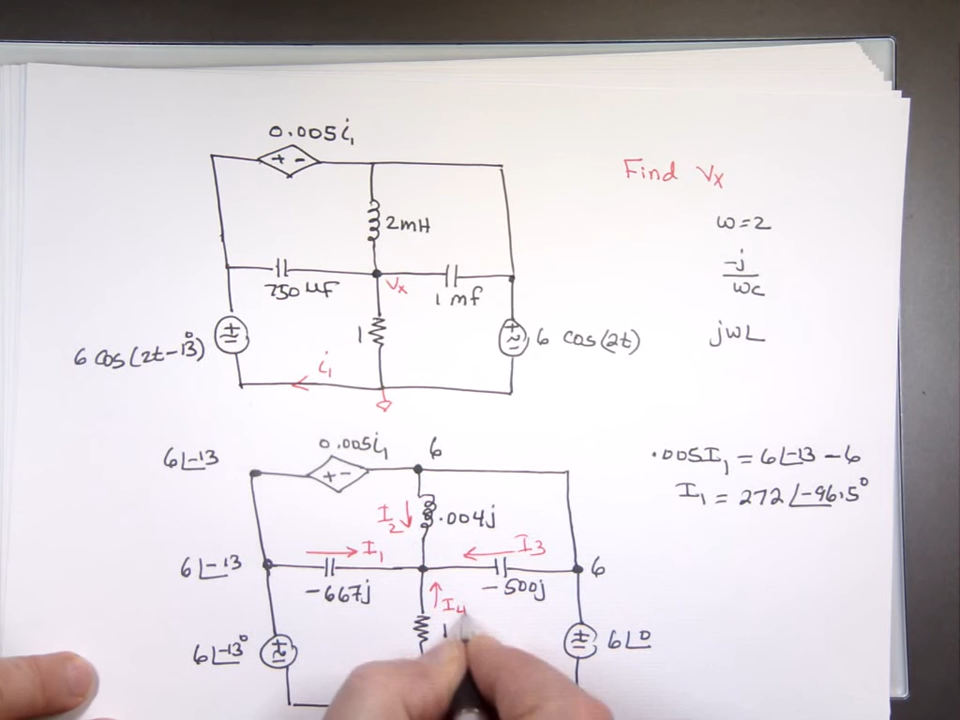 0.005i₁
Find Vx
2mH
ω=2
-j
ωc
750 μf
Vx
1 mf
jωL
1
6 cos(2t-13°)
6 cos(2t)
i₁
0.005i₁
6
6∠-13
.005I₁ = 6∠-13 - 6
I₁ = 272∠-96.5°
I₂
.004j
I₁
I₃
6∠-13
6
-667j
-500j
I₄
6∠-13°
6∠0